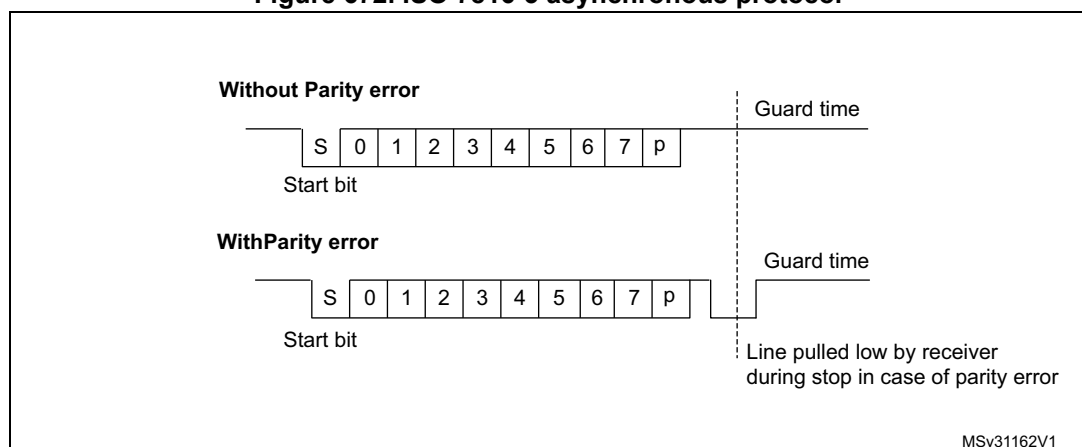 Without Parity error
Guard time
S 0 1 2 3 4 5 6 7 p
Start bit
WithParity error
Guard time
S 0 1 2 3 4 5 6 7 p
Start bit
Line pulled low by receiver
during stop in case of parity error
MSv31162V1